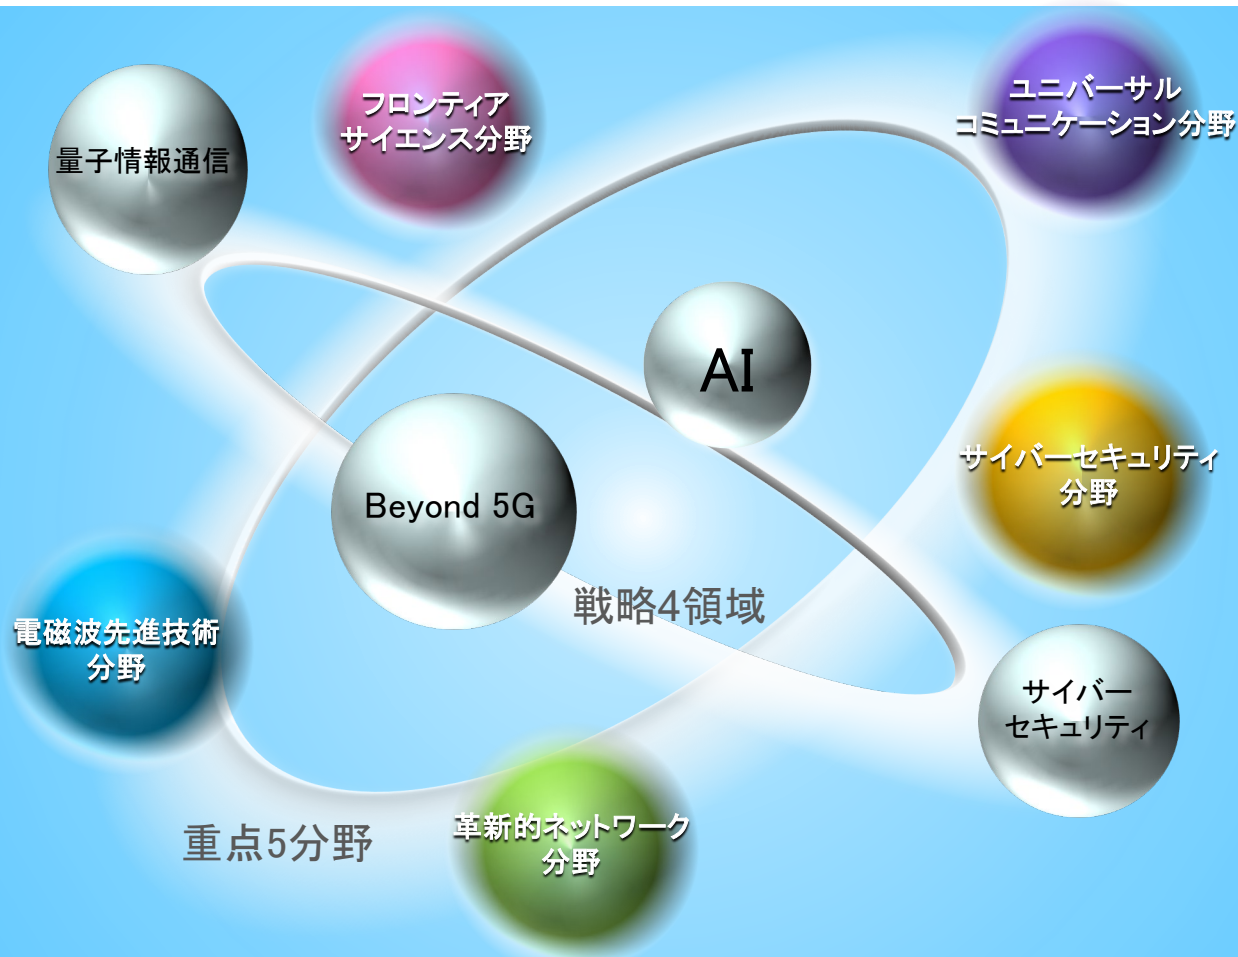 フロンティア
サイエンス分野
ユニバーサル
コミュニケーション分野
量子情報通信
AI
サイバーセキュリティ
分野
Beyond 5G
戦略4領域
電磁波先進技術
分野
サイバー
セキュリティ
革新的ネットワーク
分野
重点5分野